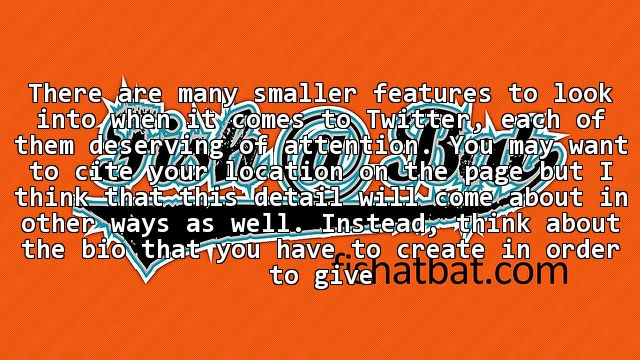 There are many smaller features to look
into when it comes to Twitter, each of
them deserving of attention. You may want
to cite your location on the page but I
think that this detail will come about in
other ways as well. Instead, think about
the bio that you have to create in order
to give
Fish @ Bat
fishatbat.com